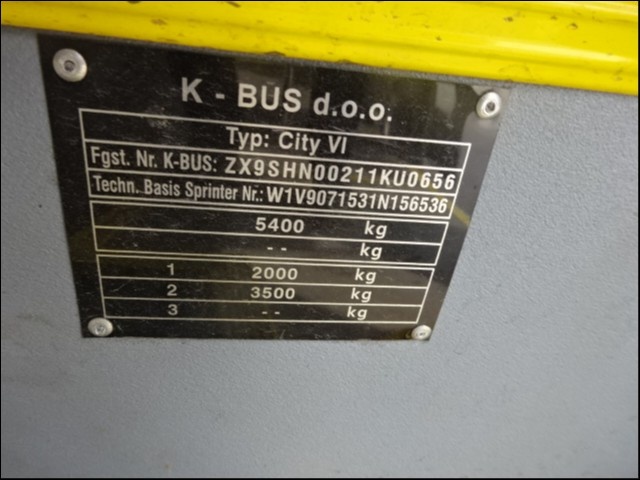 K - BUS d.o.o.
Typ: City VI
Fgst. Nr. K-BUS: ZX9SHN00211KU0656
Techn. Basis Sprinter Nr.: W1V9071531N156536
5400 kg
- - kg
1 2000 kg
2 3500 kg
3 - - kg